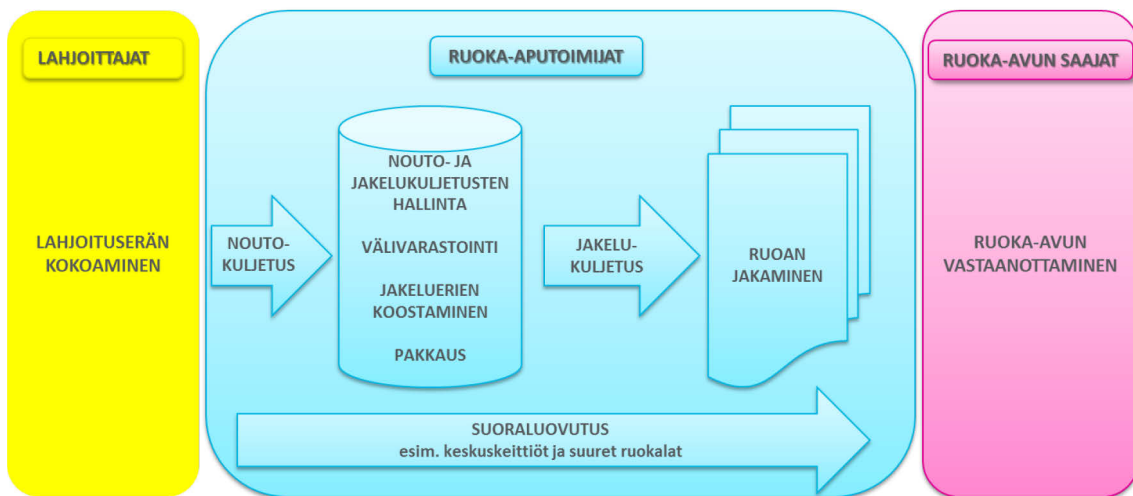 LAHJOITTAJAT
LAHJOITUSERÄN
KOKOAMINEN
RUOKA-APUTOIMIJAT
NOUTO-
KULJETUS
NOUTO- JA
JAKELUKULJETUSTEN
HALLINTA
VÄLIVARASTOINTI
JAKELUERIEN
KOOSTAMINEN
PAKKAUS
JAKELU-
KULJETUS
RUOAN
JAKAMINEN
SUORALUOVUTUS
esim. keskuskeittiöt ja suuret ruokalat
RUOKA-AVUN SAAJAT
RUOKA-AVUN
VASTAANOTTAMINEN